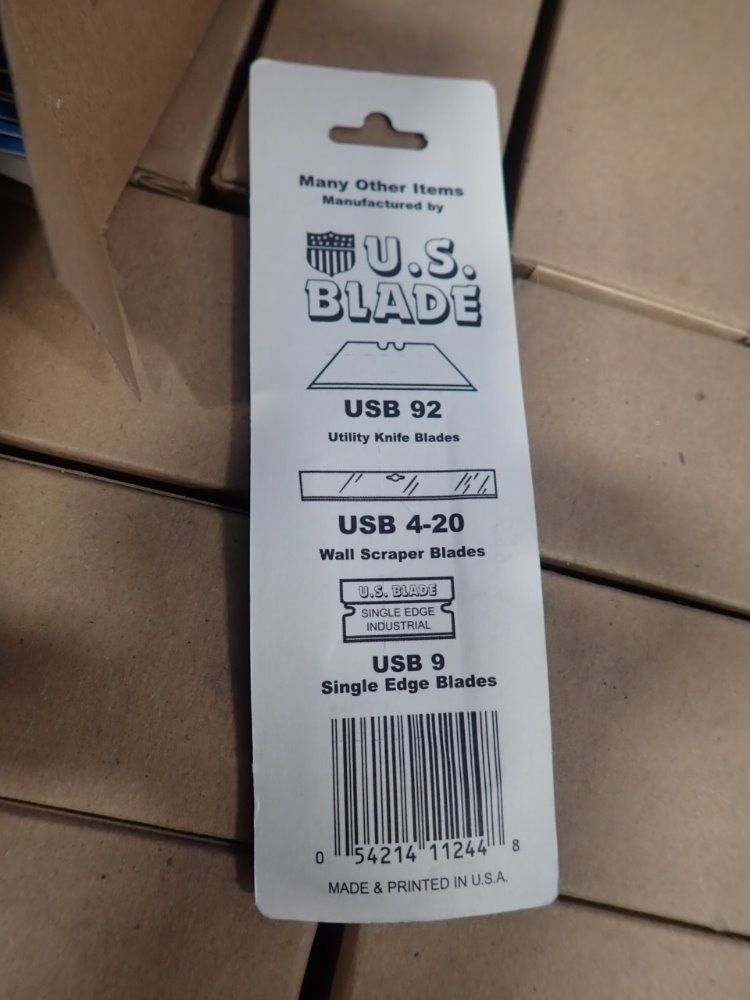 Many Other Items
Manufactured by
U.S.
BLADE
USB 92
Utility Knife Blades
USB 4-20
Wall Scraper Blades
U.S. BLADE
SINGLE EDGE
INDUSTRIAL
USB 9
Single Edge Blades
0 54214 11244 8
MADE & PRINTED IN U.S.A.